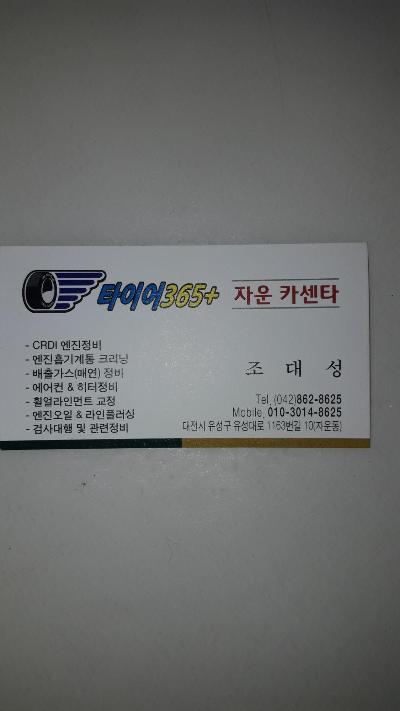 타이어365+ 자운 카센타
- CRDI 엔진정비
- 엔진흡기계통 크리닝
- 배출가스(매연) 정비
- 에어컨 & 히터정비
- 휠얼라인먼트 교정
- 엔진오일 & 라인플러싱
- 검사대행 및 관련정비
조 대 성
Tel, (042)862-8625
Mobile, 010-3014-8625
대전시 유성구 유성대로 1163번길 10(자운동)